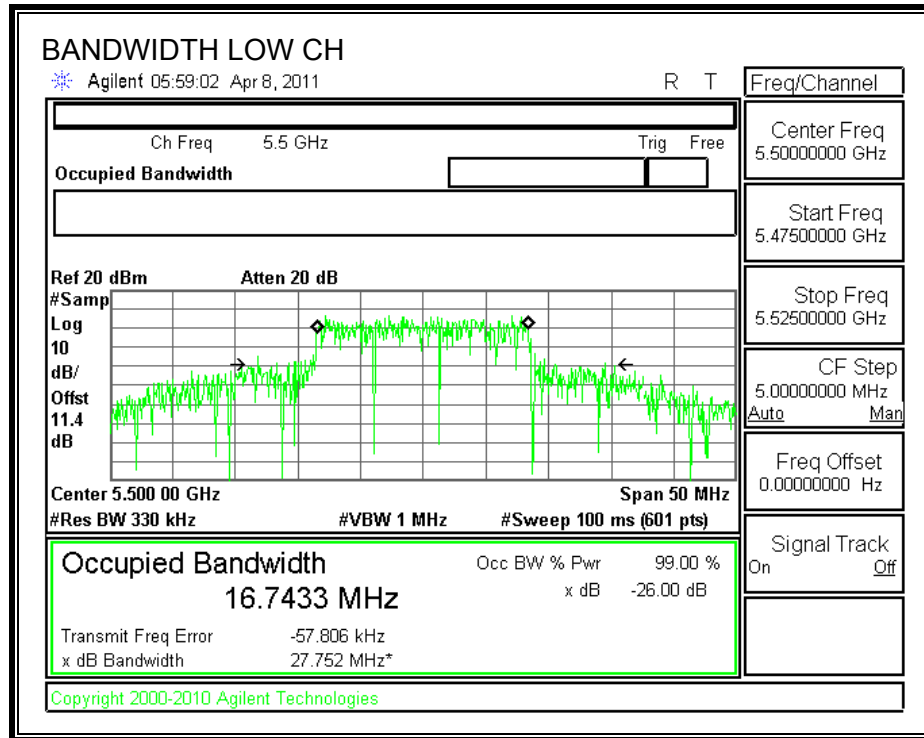 BANDWIDTH LOW CH
Agilent 05:59:02 Apr 8, 2011 R T
Ch Freq 5.5 GHz Trig Free
Occupied Bandwidth
Ref 20 dBm Atten 20 dB
#Samp
Log
10
dB/
Offst
11.4
dB
Center 5.500 00 GHz Span 50 MHz
#Res BW 330 kHz #VBW 1 MHz #Sweep 100 ms (601 pts)
Occupied Bandwidth
16.7433 MHz
Occ BW % Pwr 99.00 %
x dB -26.00 dB
Transmit Freq Error -57.806 kHz
x dB Bandwidth 27.752 MHz*
Copyright 2000-2010 Agilent Technologies
Freq/Channel
Center Freq
5.50000000 GHz
Start Freq
5.47500000 GHz
Stop Freq
5.52500000 GHz
CF Step
5.00000000 MHz
Auto Man
Freq Offset
0.00000000 Hz
Signal Track
On Off